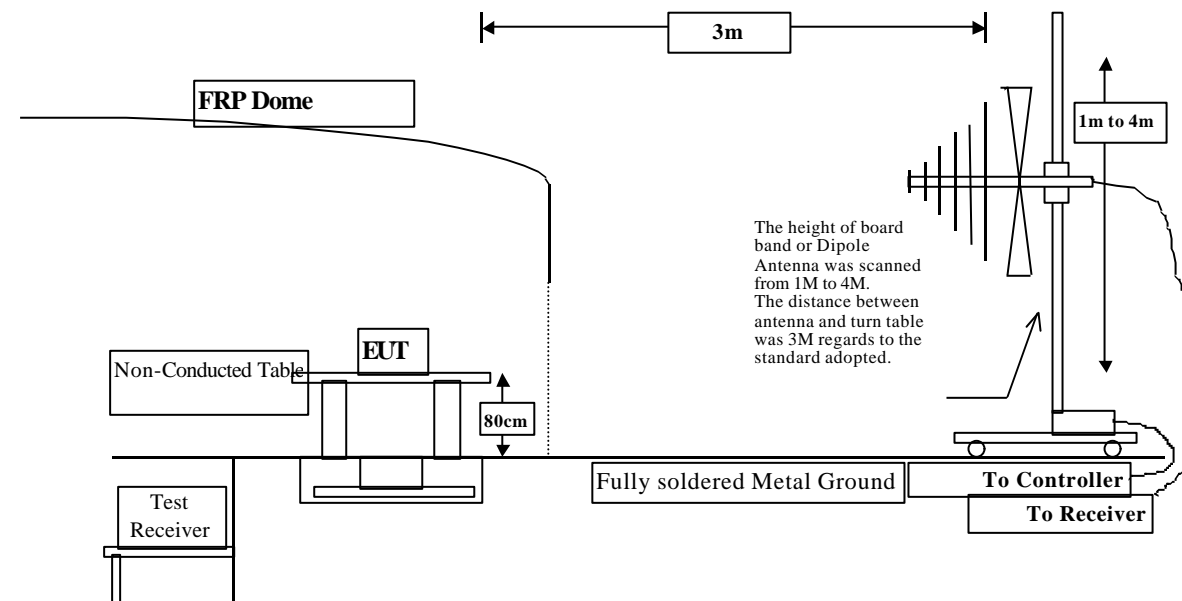 3m
FRP Dome
1m to 4m
The height of board
band or Dipole
Antenna was scanned
from 1M to 4M.
The distance between
antenna and turn table
was 3M regards to the
standard adopted.
EUT
Non-Conducted Table
80cm
Fully soldered Metal Ground
To Controller
To Receiver
Test
Receiver